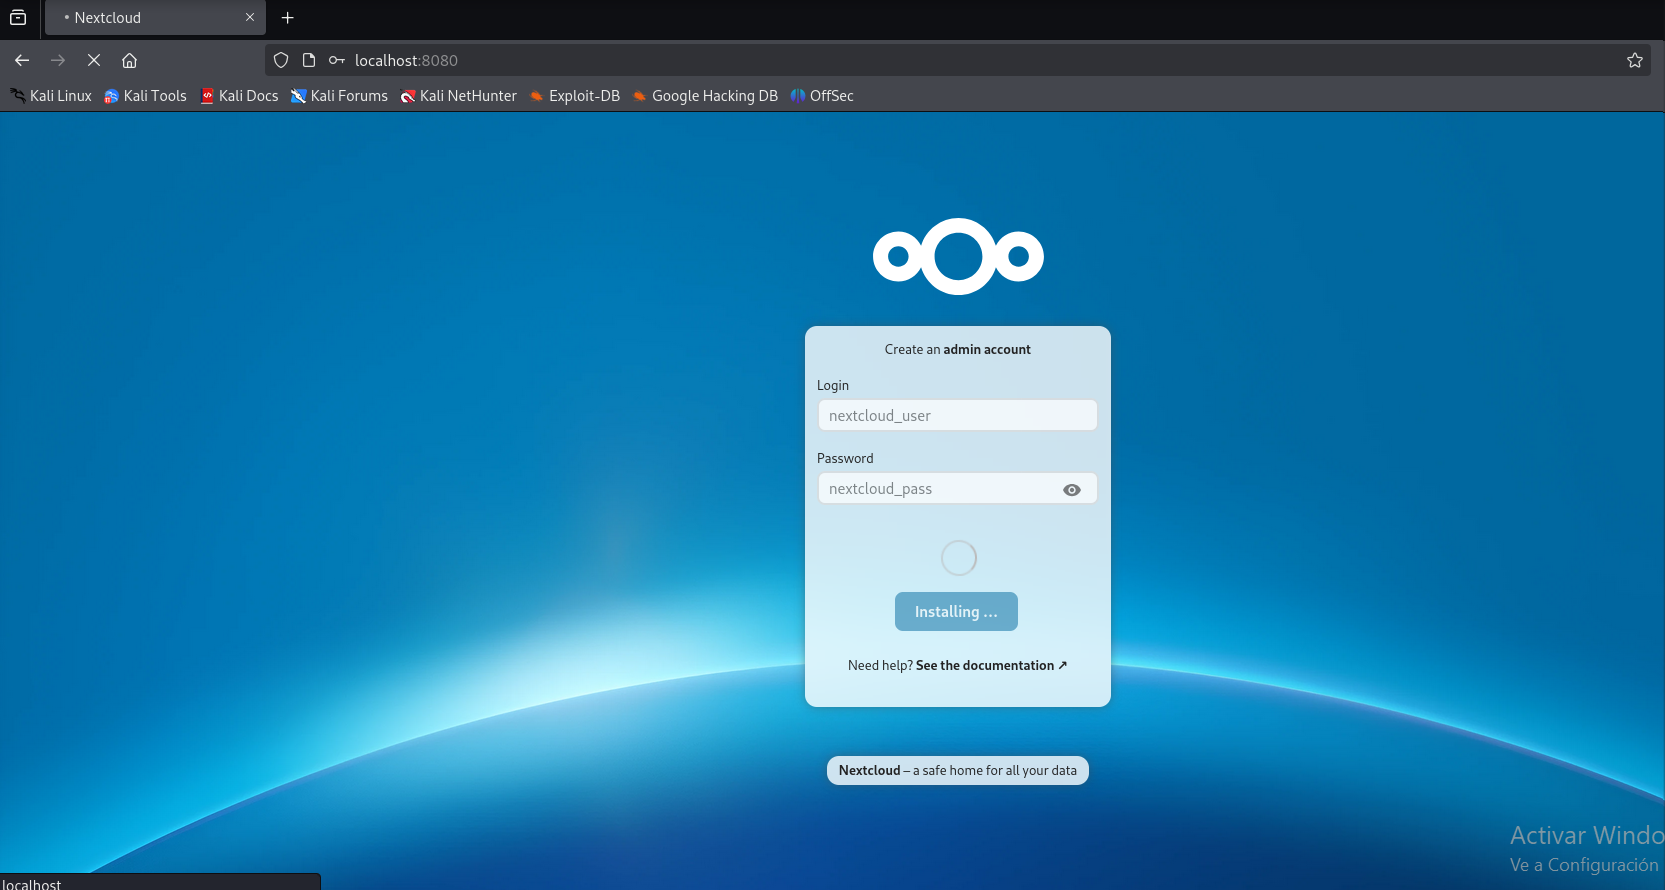 Nextcloud
localhost:8080
Kali Linux Kali Tools Kali Docs Kali Forums Kali NetHunter Exploit-DB Google Hacking DB OffSec
Create an admin account
Login
nextcloud_user
Password
nextcloud_pass
Installing ...
Need help? See the documentation ↗
Nextcloud – a safe home for all your data
Activar Windo
Ve a Configuración
localhost